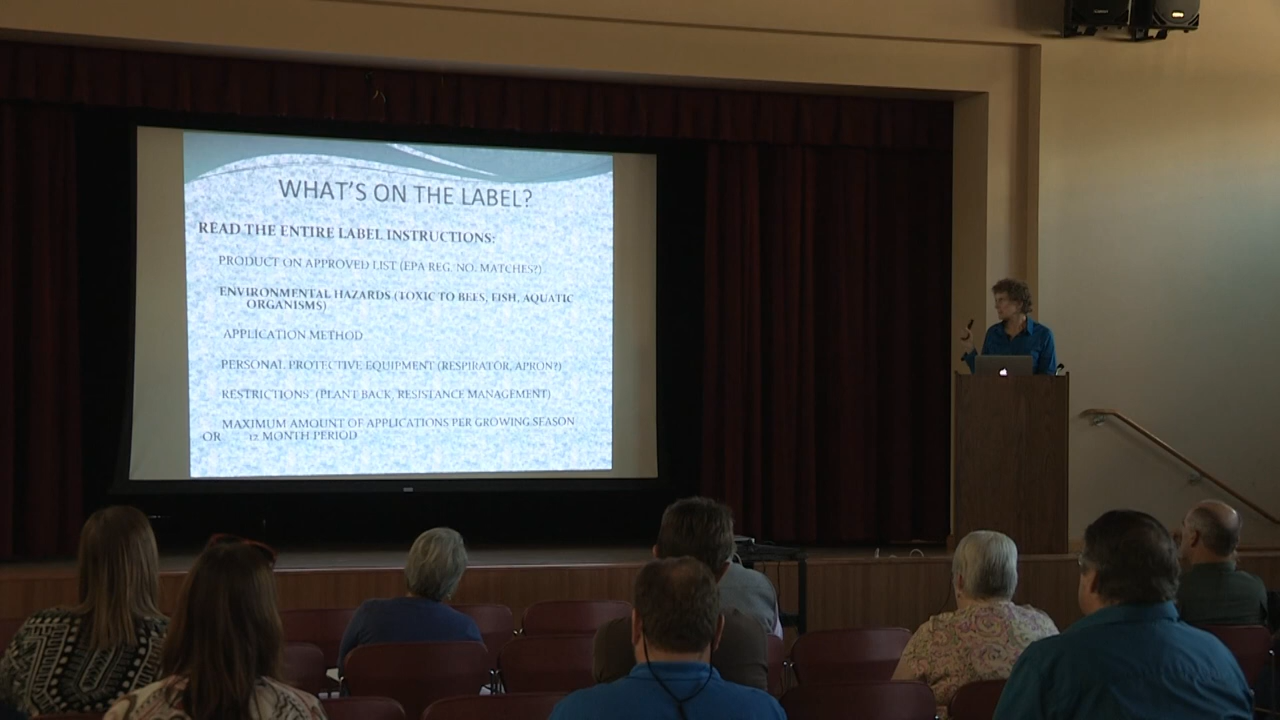 WHAT'S ON THE LABEL?
READ THE ENTIRE LABEL INSTRUCTIONS:
PRODUCT ON APPROVED LIST (EPA REG. NO. MATCHES?)
ENVIRONMENTAL HAZARDS (TOXIC TO BEES, FISH, AQUATIC
ORGANISMS)
APPLICATION METHOD
PERSONAL PROTECTIVE EQUIPMENT (RESPIRATOR, APRON?)
RESTRICTIONS (PLANT BACK, RESISTANCE MANAGEMENT)
MAXIMUM AMOUNT OF APPLICATIONS PER GROWING SEASON
OR 12 MONTH PERIOD